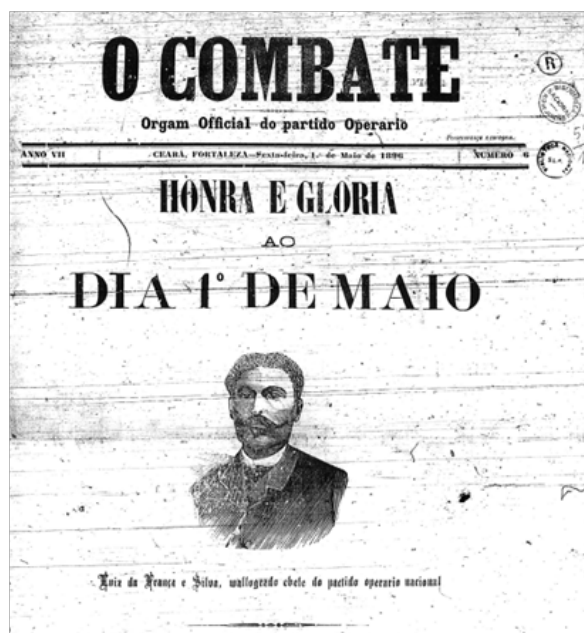 O COMBATE
Orgam Official do partido Operario
ANNO VII CEARÁ, FORTALEZA—Sexta-feira, 1.º de Maio de 1896 NUMERO 6
HONRA E GLORIA
AO
DIA 1º DE MAIO
Luiz da França e Silva, mallogrado chefe do partido operario nacional
R